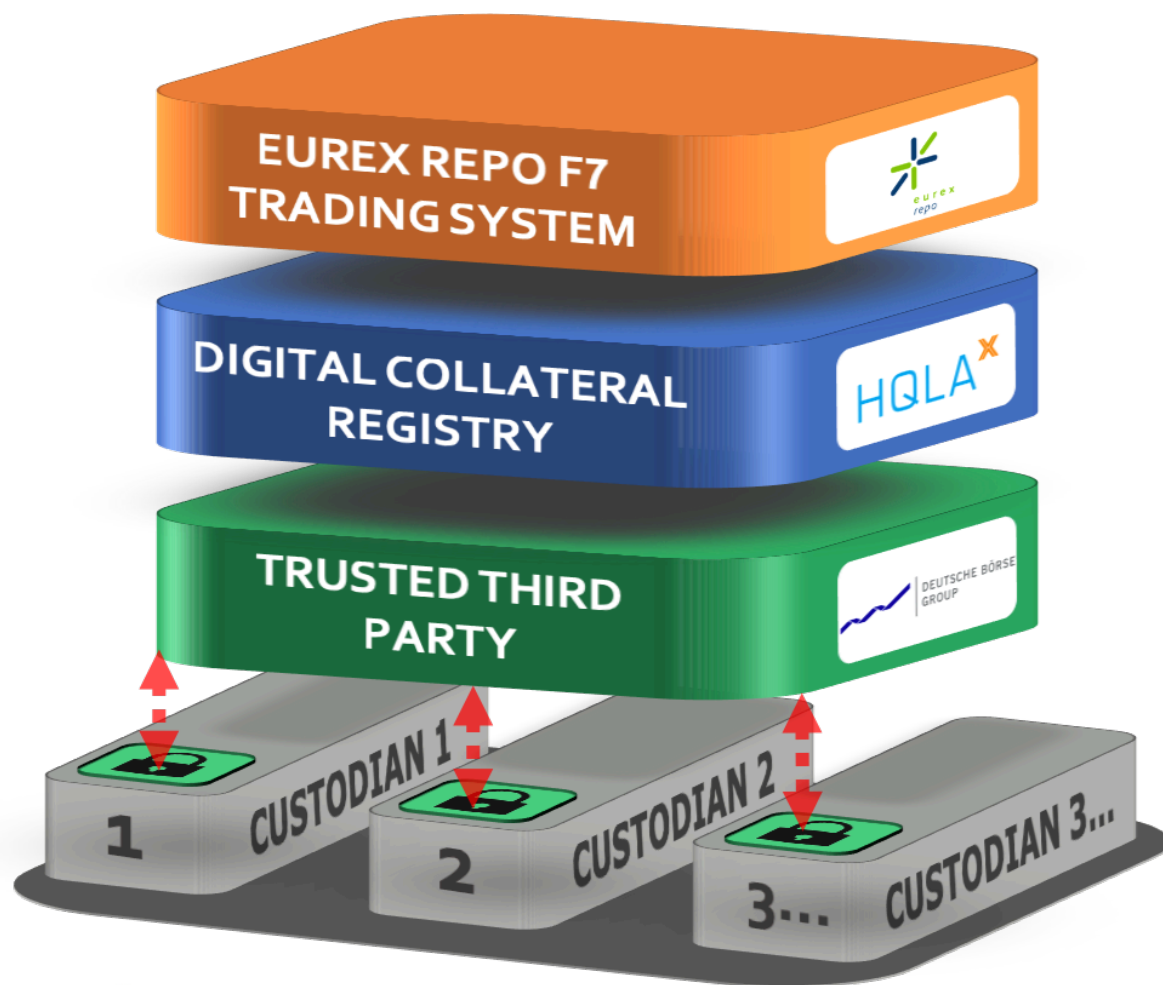 EUREX REPO F7
TRADING SYSTEM
eurex
repo
DIGITAL COLLATERAL
REGISTRY
HQLAX
TRUSTED THIRD
PARTY
DEUTSCHE BÖRSE
GROUP
1
CUSTODIAN 1
2
CUSTODIAN 2
3...
CUSTODIAN 3...